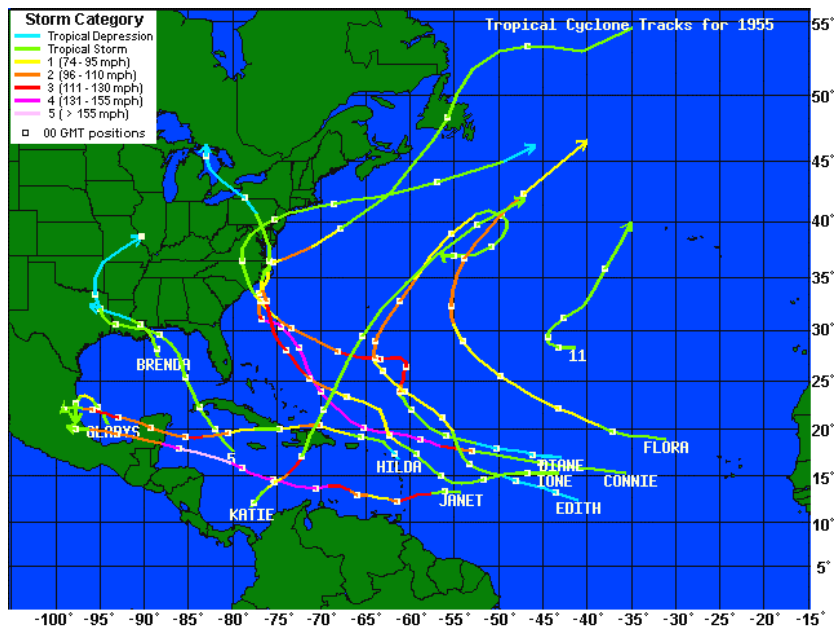 Storm Category
Tropical Depression
Tropical Storm
1 (74 - 95 mph)
2 (96 - 110 mph)
3 (111 - 130 mph)
4 (131 - 155 mph)
5 ( > 155 mph)
00 GMT positions
Tropical Cyclone Tracks for 1955
55°
50°
45°
40°
35°
30°
25°
20°
15°
10°
5°
11
BRENDA
GLADYS
5
HILDA
FLORA
DIANE
IONE
CONNIE
JANET
EDITH
KATIE
-100° -95° -90° -85° -80° -75° -70° -65° -60° -55° -50° -45° -40° -35° -30° -25° -20° 15°